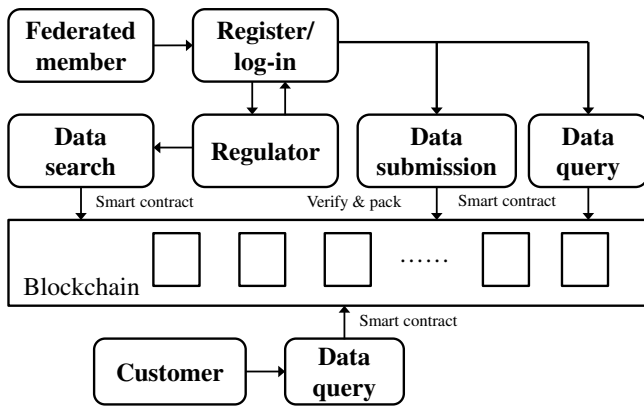 Federated
member
Register/
log-in
Data
search
Regulator
Data
submission
Data
query
Smart contract
Verify & pack
Smart contract
Blockchain
......
Smart contract
Customer
Data
query